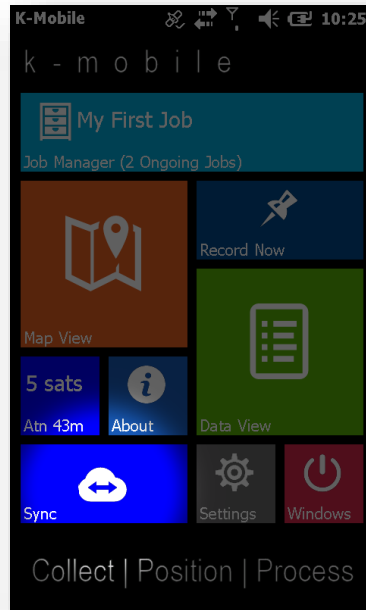 K-Mobile 10:25
k - m o b i l e
My First Job
Job Manager (2 Ongoing Jobs)
Record Now
Map View
5 sats
Atn 43m
About
Data View
Sync
Settings
Windows
Collect | Position | Process